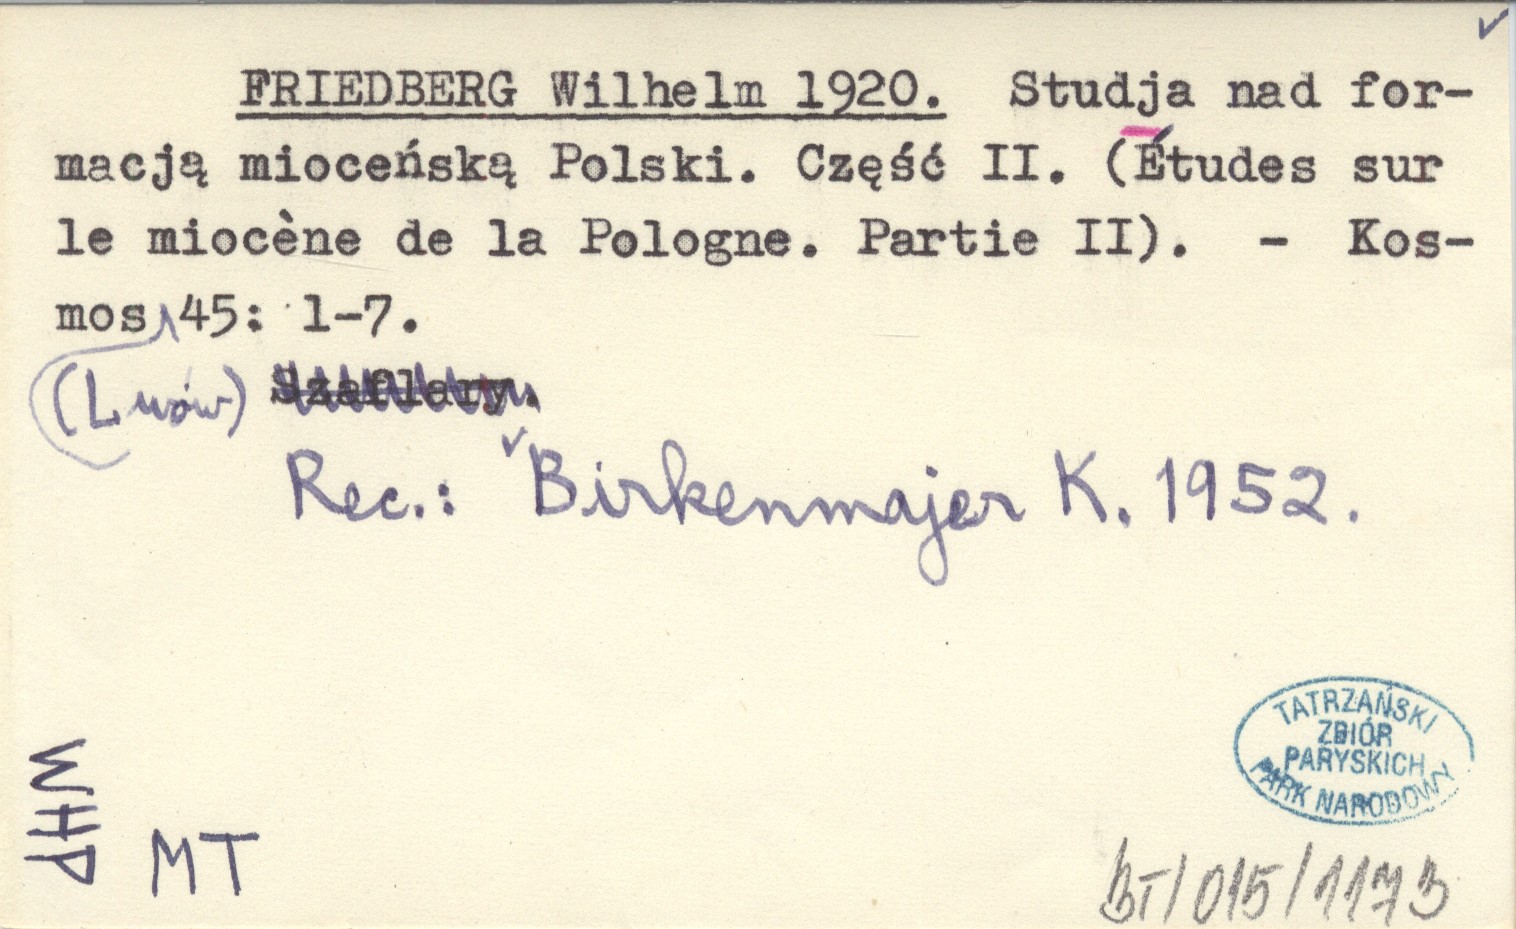 FRIEDBERG Wilhelm 1920. Studja nad for-
macją mioceńską Polski. Część II. (Études sur
le miocène de la Pologne. Partie II). - Kos-
mos 45: 1-7.
(Lwów) Szaflary.
Rec.: Birkenmajer K. 1952.
TATRZAŃSKI
ZBIÓR
PARYSKICH
PARK NARODOWY
WHP
MT
BT/015/1173